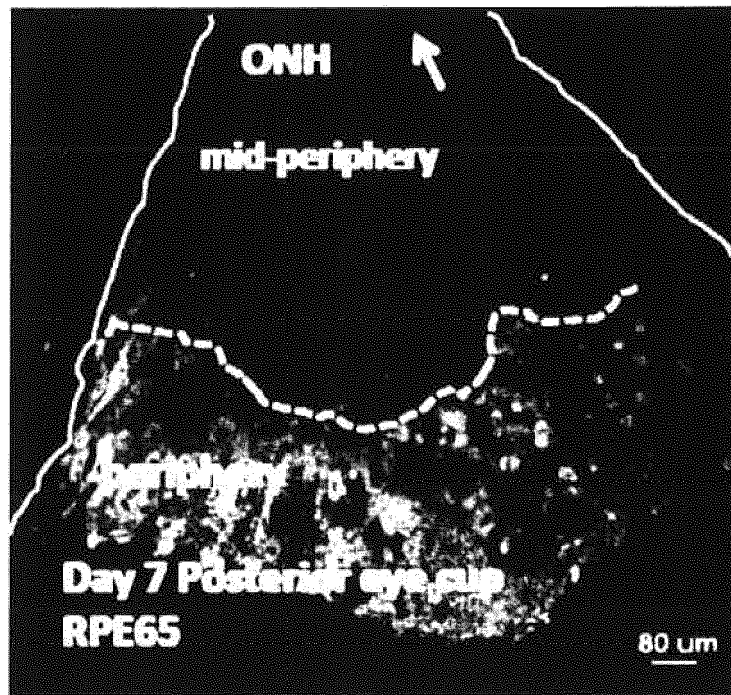 ONH
mid-periphery
periphery
Day 7 Posterior eye cup
RPE65
80 um